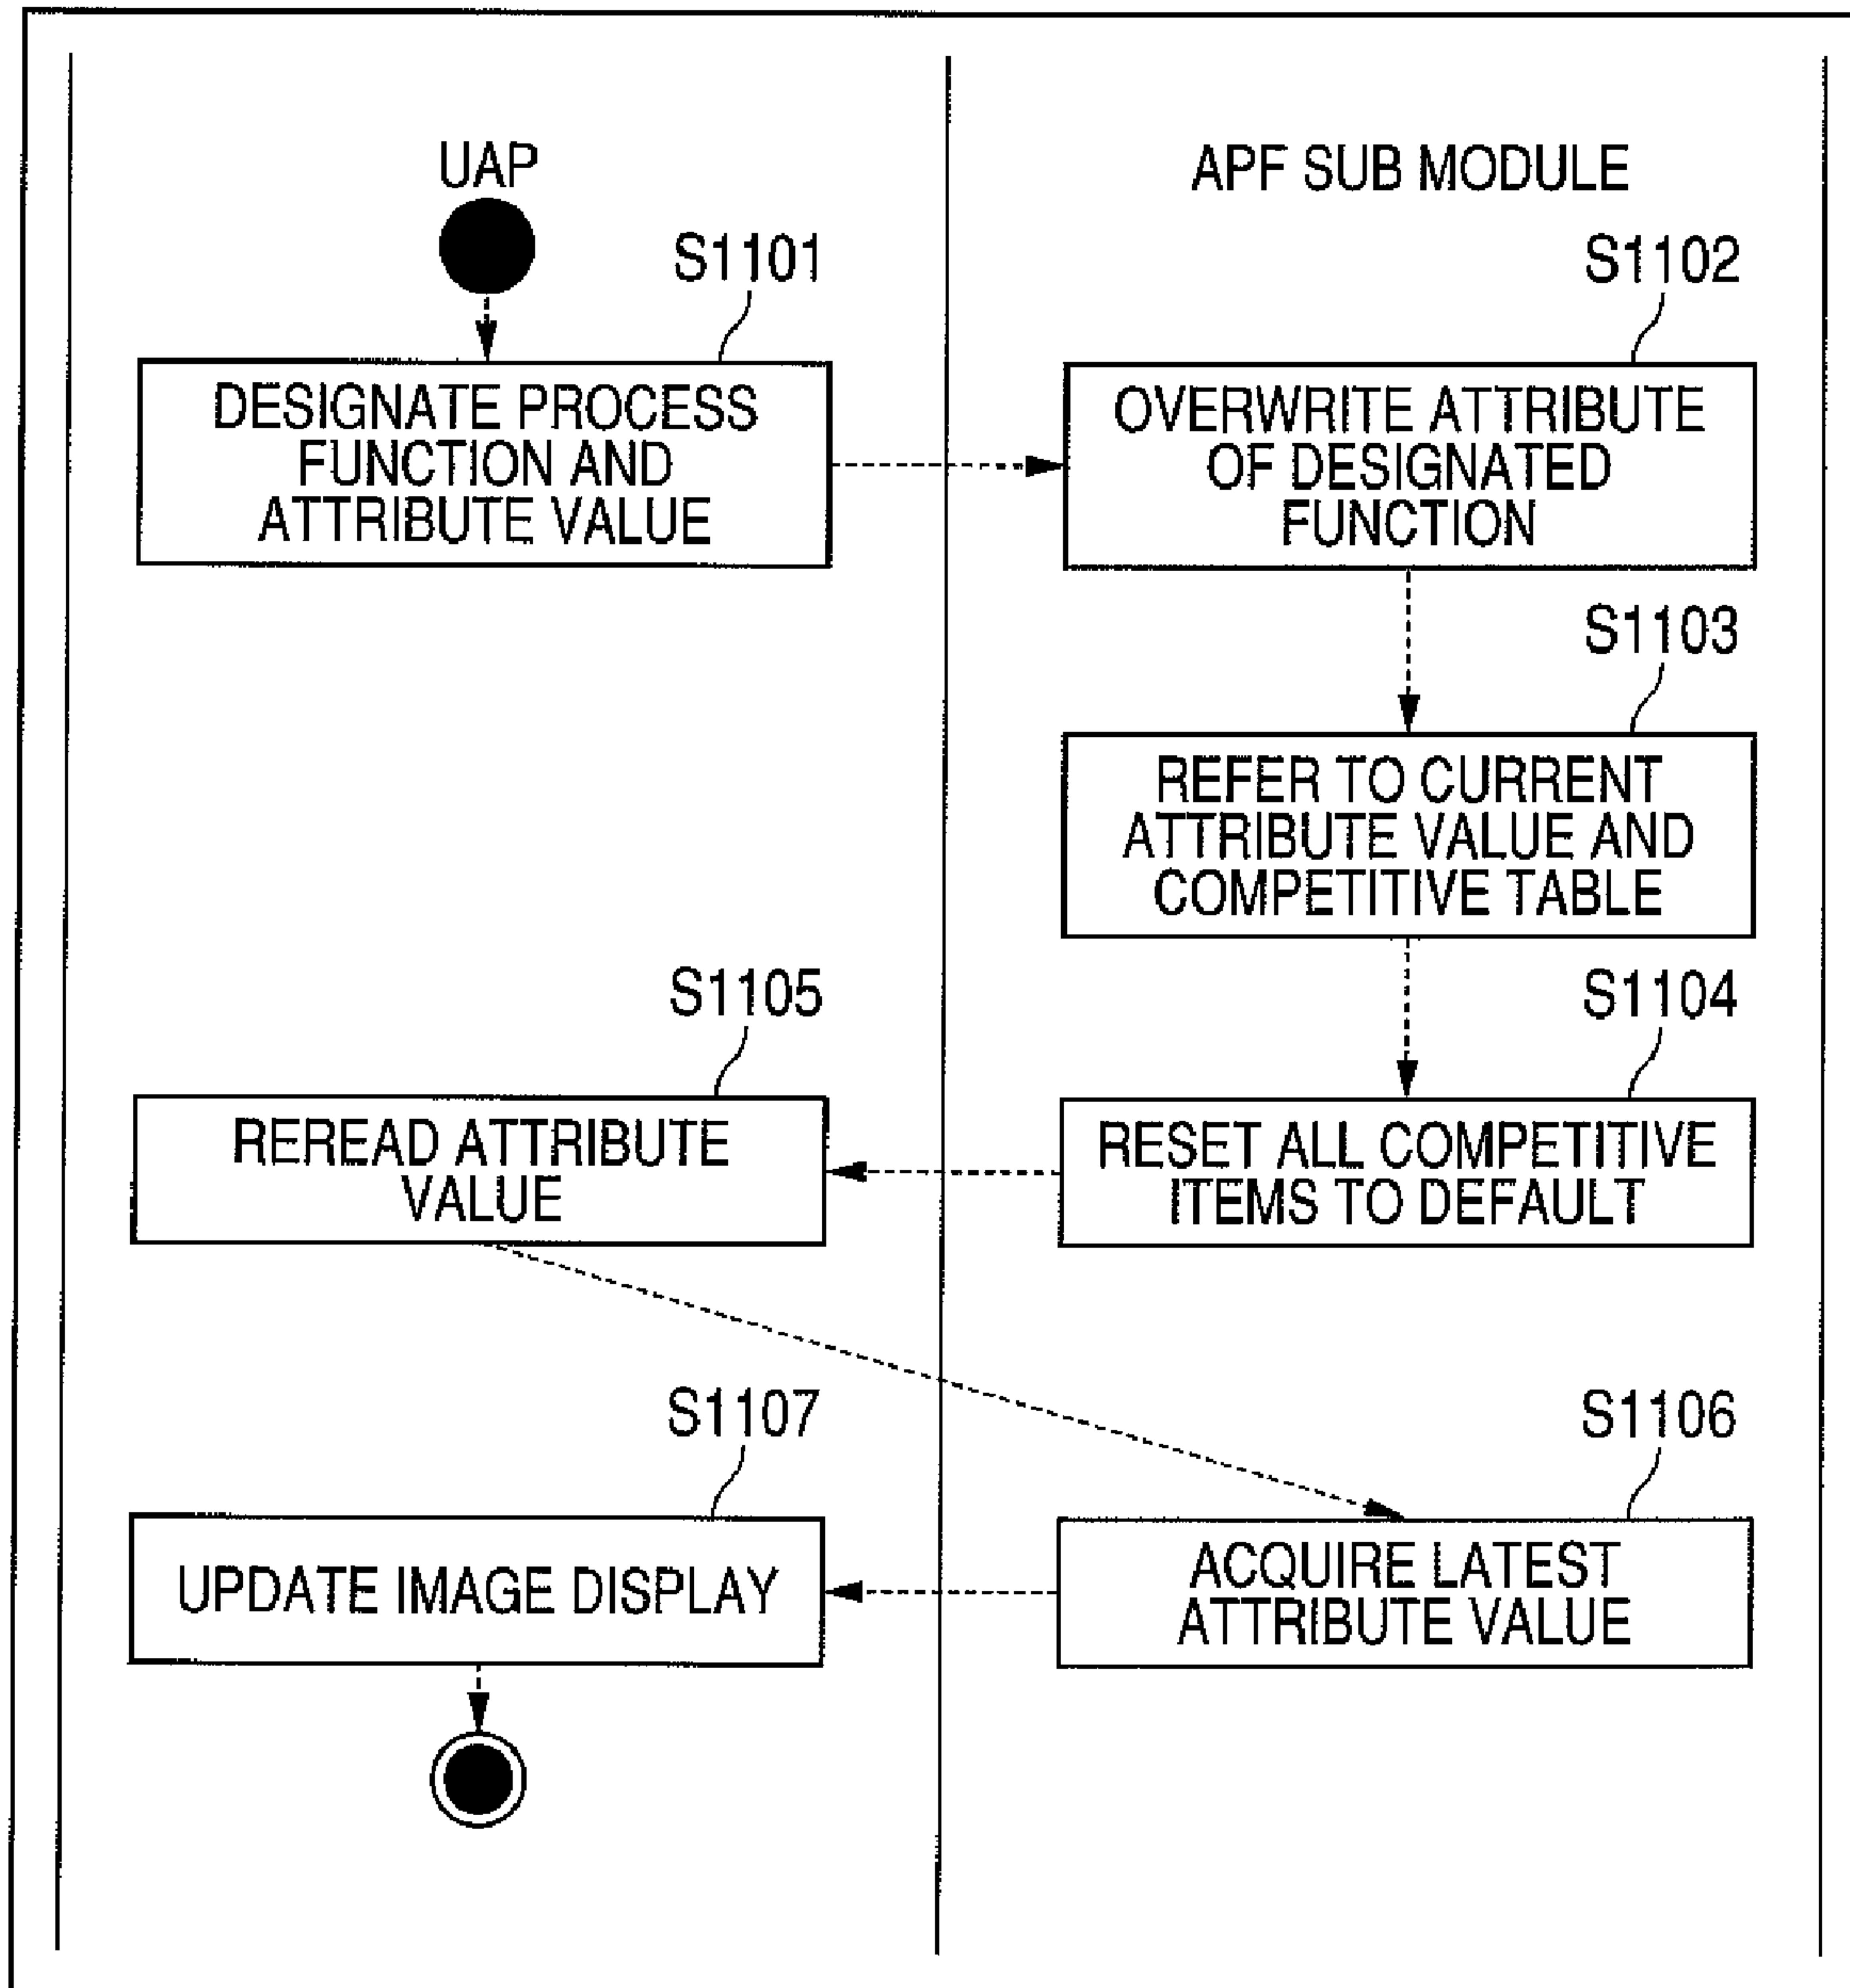 UAP
APF SUB MODULE
S1101
S1102
DESIGNATE PROCESS
FUNCTION AND
ATTRIBUTE VALUE
OVERWRITE ATTRIBUTE
OF DESIGNATED
FUNCTION
S1103
REFER TO CURRENT
ATTRIBUTE VALUE AND
COMPETITIVE TABLE
S1105
S1104
REREAD ATTRIBUTE
VALUE
RESET ALL COMPETITIVE
ITEMS TO DEFAULT
S1107
S1106
UPDATE IMAGE DISPLAY
ACQUIRE LATEST
ATTRIBUTE VALUE